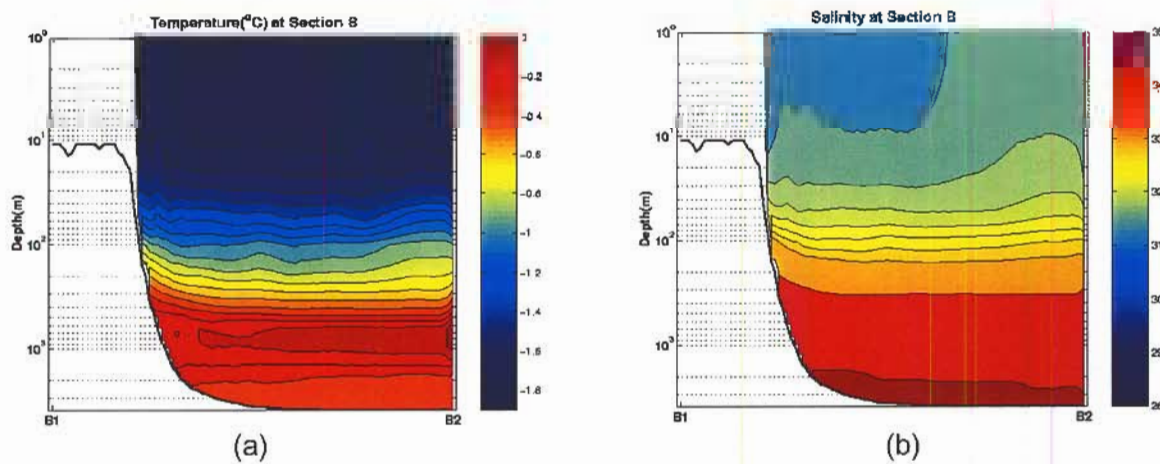 Temperature(°C) at Section 8
10⁰
10¹
10²
10³
Depth(m)
B1
B2
-0.2
-0.4
-0.6
-0.8
-1
-1.2
-1.4
-1.6
-1.8
(a)
Salinity at Section B
10⁰
10¹
10²
10³
Depth(m)
B1
B2
(b)